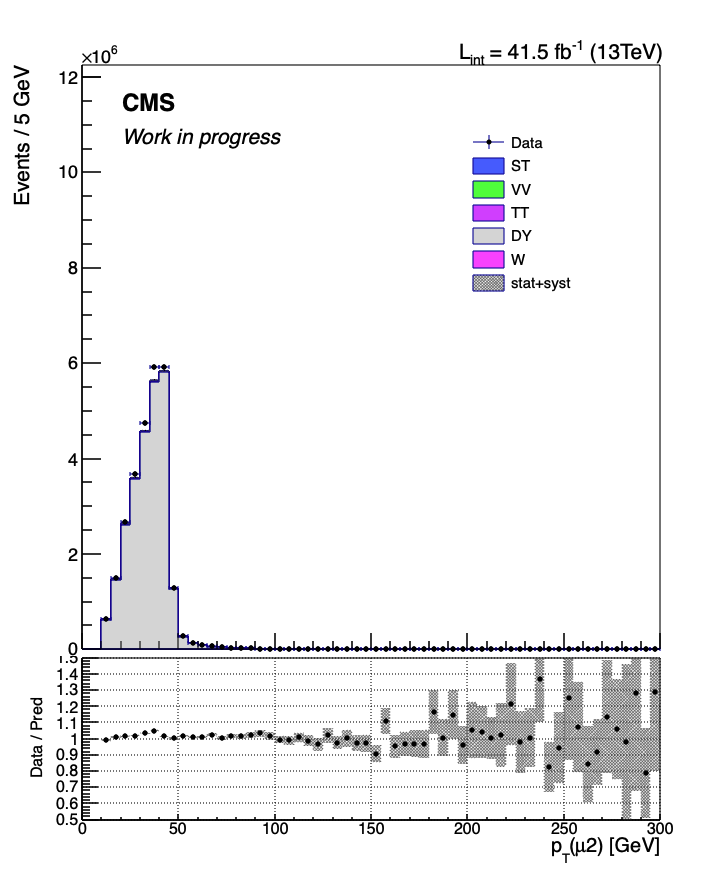 ×10⁶
L_int = 41.5 fb⁻¹ (13TeV)
Events / 5 GeV
12
10
8
6
4
2
0
CMS
Work in progress
Data
ST
VV
TT
DY
W
stat+syst
Data / Pred
1.5
1.4
1.3
1.2
1.1
1
0.9
0.8
0.7
0.6
0.5
0 50 100 150 200 250 300
p_T(μ2) [GeV]